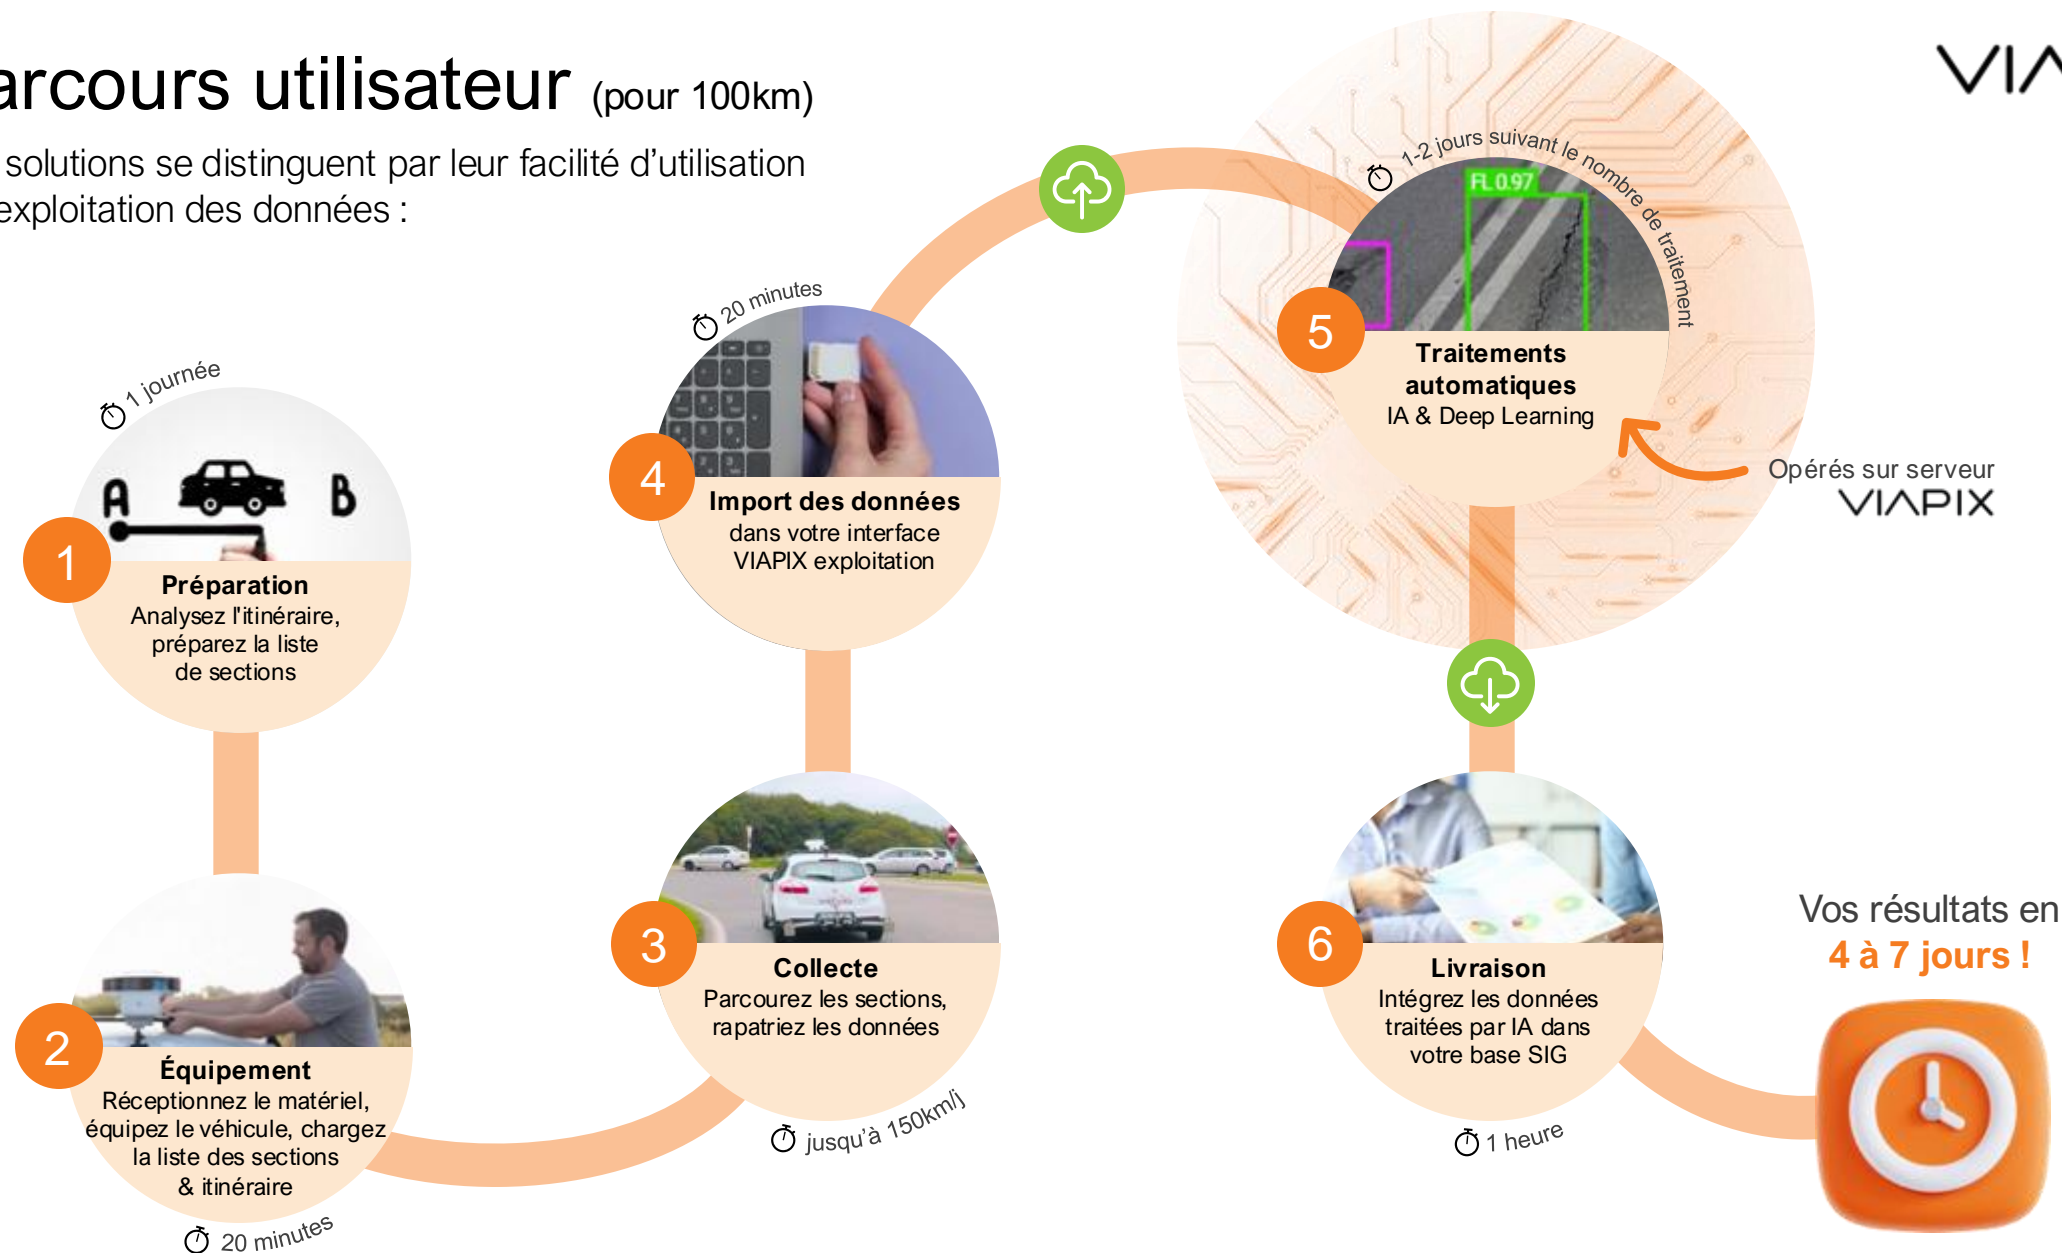 arcours utilisateur (pour 100km)
solutions se distinguent par leur facilité d'utilisation
exploitation des données :
VIA
1 journée
A B
1
Préparation
Analysez l'itinéraire,
préparez la liste
de sections
2
Équipement
Réceptionnez le matériel,
équipez le véhicule, chargez
la liste des sections
& itinéraire
20 minutes
3
Collecte
Parcourez les sections,
rapatriez les données
jusqu'à 150km/j
20 minutes
4
Import des données
dans votre interface
VIAPIX exploitation
1-2 jours suivant le nombre de traitement
FL 0.97
5
Traitements
automatiques
IA & Deep Learning
Opérés sur serveur
VIAPIX
6
Livraison
Intégrez les données
traitées par IA dans
votre base SIG
1 heure
Vos résultats en
4 à 7 jours !